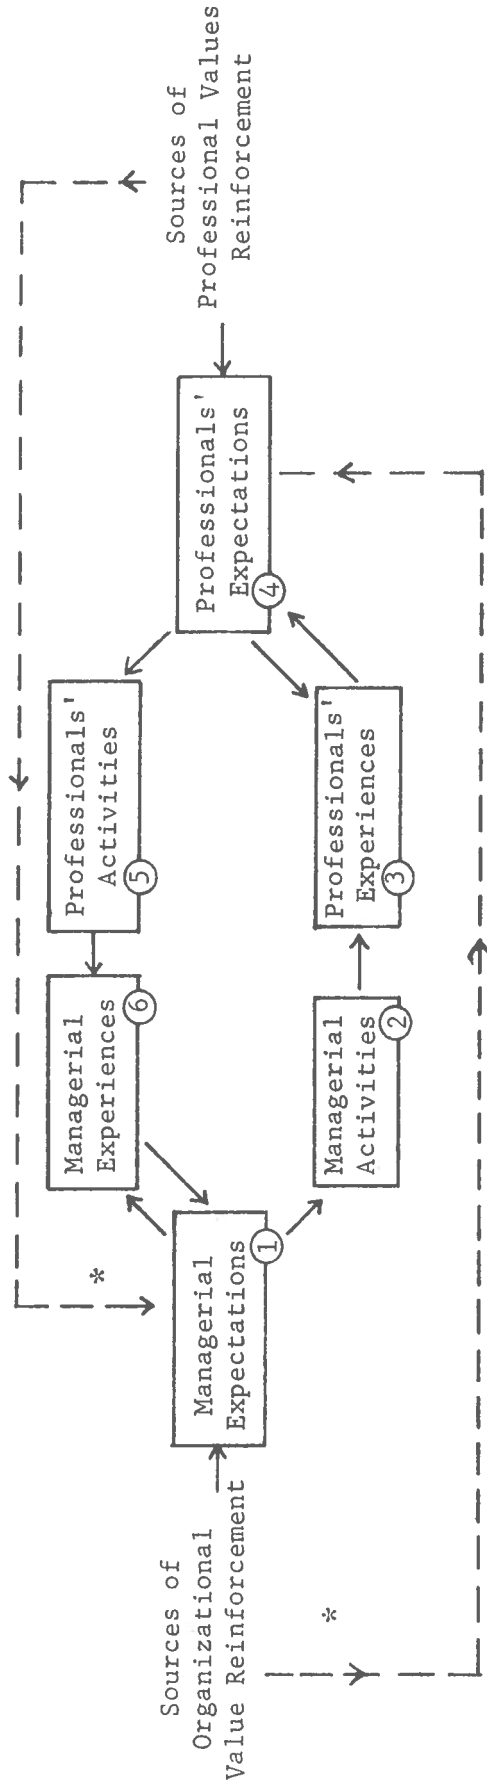 Sources of
Organizational
Value Reinforcement
*
Managerial
Expectations
1
*
Managerial
Experiences
6
Managerial
Activities
2
Professionals'
Activities
5
Professionals'
Experiences
3
Professionals'
Expectations
4
Sources of
Professional Values
Reinforcement